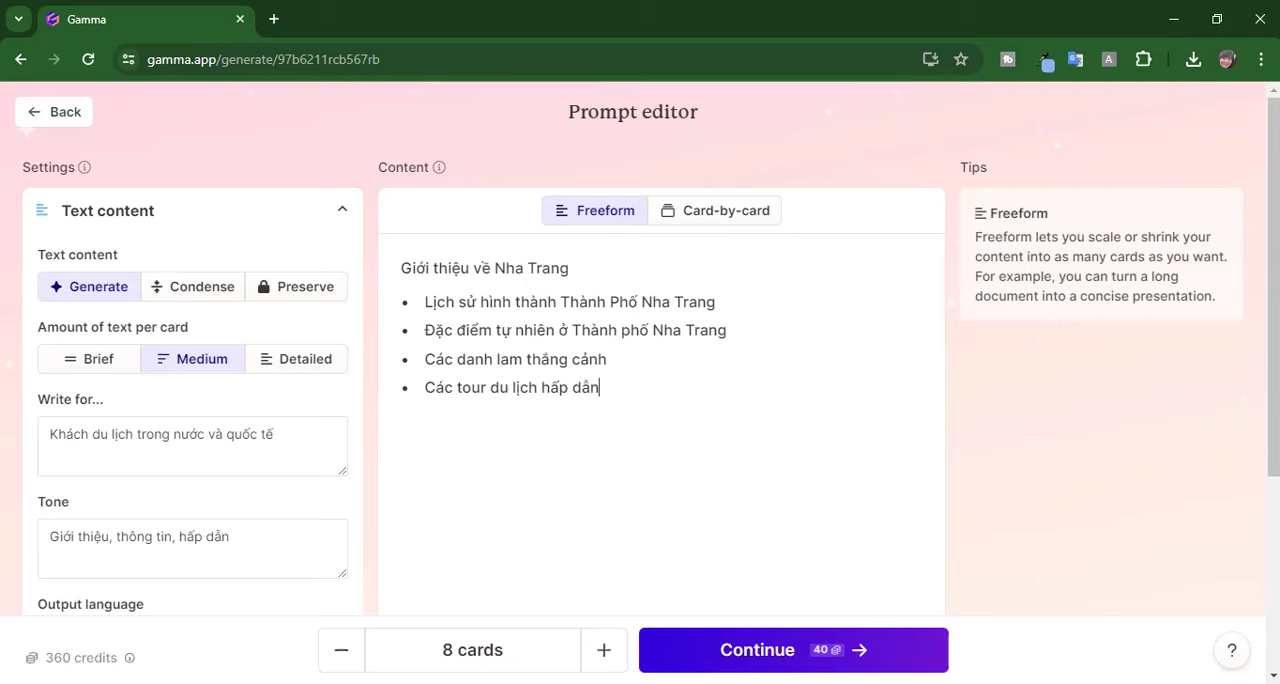 Gamma
gamma.app/generate/97b6211rcb567rb
Back
Prompt editor
Settings
Content
Tips
Text content
Freeform
Card-by-card
Freeform
Freeform lets you scale or shrink your
content into as many cards as you want.
For example, you can turn a long
document into a concise presentation.
Text content
Generate
Condense
Preserve
Giới thiệu về Nha Trang
• Lịch sử hình thành Thành Phố Nha Trang
• Đặc điểm tự nhiên ở Thành phố Nha Trang
• Các danh lam thắng cảnh
• Các tour du lịch hấp dẫn
Amount of text per card
Brief
Medium
Detailed
Write for...
Khách du lịch trong nước và quốc tế
Tone
Giới thiệu, thông tin, hấp dẫn
Output language
360 credits
8 cards
Continue 40
?